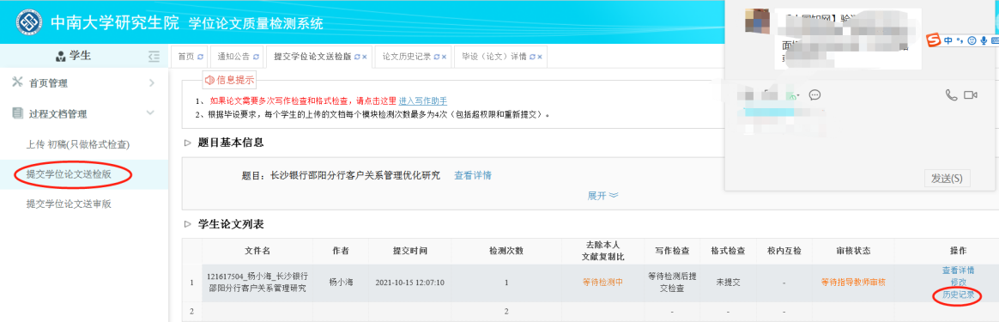 中南大学研究生院 学位论文质量检测系统
学生
首页管理
过程文档管理
上传 初稿(只做格式检查)
提交学位论文送检版
提交学位论文送审版
首页 通知公告 提交学位论文送检版 论文历史记录 毕设（论文）详情
信息提示
1、 如果论文需要多次写作检查和格式检查，请点击这里 进入写作助手
2、根据毕设要求，每个学生的上传的文档每个模块检测次数最多为4次（包括超权限和重新提交）。
题目基本信息
题目： 长沙银行邵阳分行客户关系管理优化研究 查看详情
展开
学生论文列表
文件名 作者 提交时间 检测次数 去除本人文献复制比 写作检查 格式检查 校内互检 审核状态 操作
1 121617504_杨小海_长沙银行邵阳分行客户关系管理研究 杨小海 2021-10-15 12:07:10 1 等待检测中 等待检测后提交检查 未提交 - 等待指导教师审核 查看详情
修改
历史记录
2 2 - -
知网】验
面
中
发送(S)